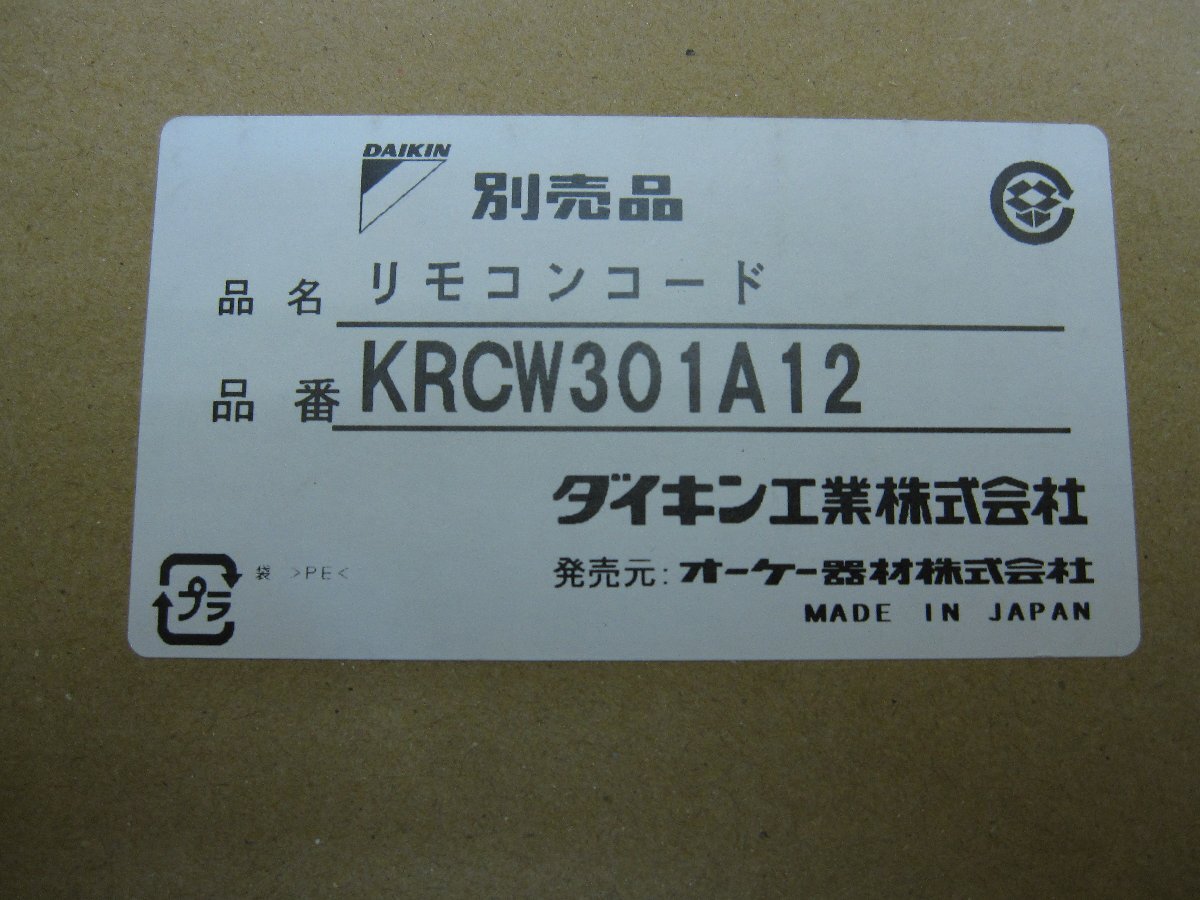 DAIKIN
別売品
品名 リモコンコード
品番 KRCW301A12
ダイキン工業株式会社
発売元:オーケー器材株式会社
MADE IN JAPAN
プラ 袋 >PE<